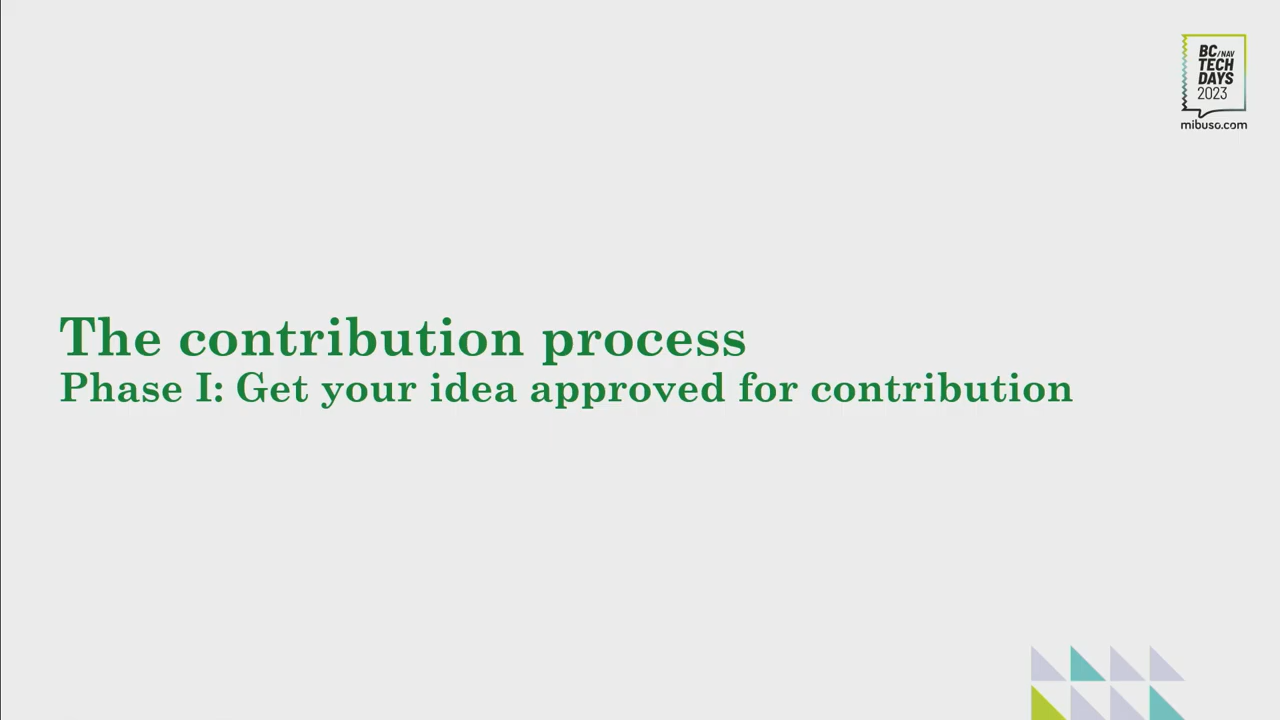 BC/NAV
TECH
DAYS
2023
mibuso.com
The contribution process
Phase I: Get your idea approved for contribution